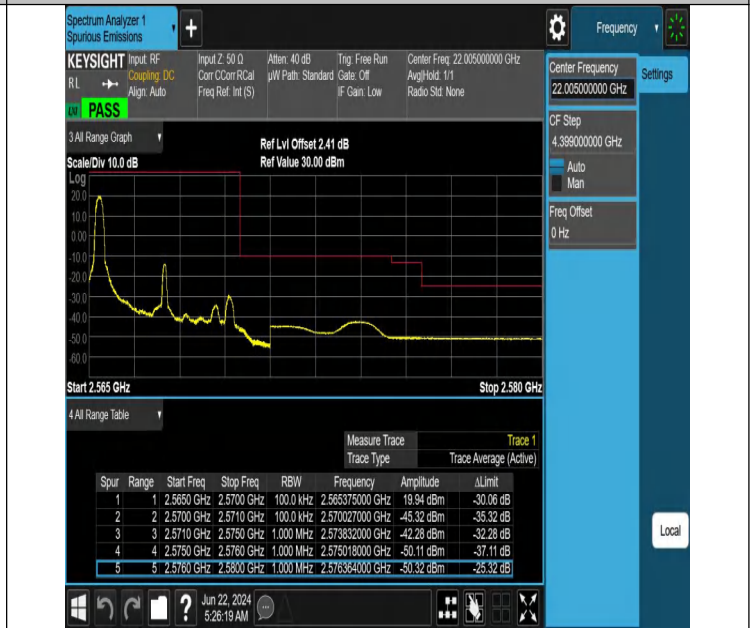 Spectrum Analyzer 1
Spurious Emissions
Frequency
KEYSIGHT
Input: RF
Coupling: DC
Align: Auto
Input Z: 50 Ω
Corr CCorr RCal
Freq Ref: Int (S)
Atten: 40 dB
µW Path: Standard
Trig: Free Run
Gate: Off
IF Gain: Low
Center Freq: 22.005000000 GHz
Avg|Hold: 1/1
Radio Std: None
R L
PASS
Center Frequency
22.005000000 GHz
Settings
CF Step
4.399000000 GHz
Auto
Man
Freq Offset
0 Hz
3 All Range Graph
Ref Lvl Offset 2.41 dB
Scale/Div 10.0 dB
Ref Value 30.00 dBm
Log
20.0
10.0
0.00
-10.0
-20.0
-30.0
-40.0
-50.0
-60.0
Start 2.565 GHz
Stop 2.580 GHz
4 All Range Table
Measure Trace Trace 1
Trace Type Trace Average (Active)
Spur Range Start Freq Stop Freq RBW Frequency Amplitude ΔLimit
1 1 2.5650 GHz 2.5700 GHz 100.0 kHz 2.565375000 GHz 19.94 dBm -30.06 dB
2 2 2.5700 GHz 2.5710 GHz 100.0 kHz 2.570027000 GHz -45.32 dBm -35.32 dB
3 3 2.5710 GHz 2.5750 GHz 1.000 MHz 2.573832000 GHz -42.28 dBm -32.28 dB
4 4 2.5750 GHz 2.5760 GHz 1.000 MHz 2.575018000 GHz -50.11 dBm -37.11 dB
5 5 2.5760 GHz 2.5800 GHz 1.000 MHz 2.576364000 GHz -50.32 dBm -25.32 dB
Local
?
Jun 22, 2024
5:26:19 AM